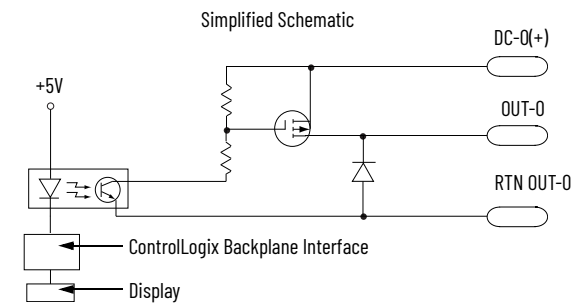 Simplified Schematic
DC-0(+)
+5V
OUT-0
RTN OUT-0
ControlLogix Backplane Interface
Display